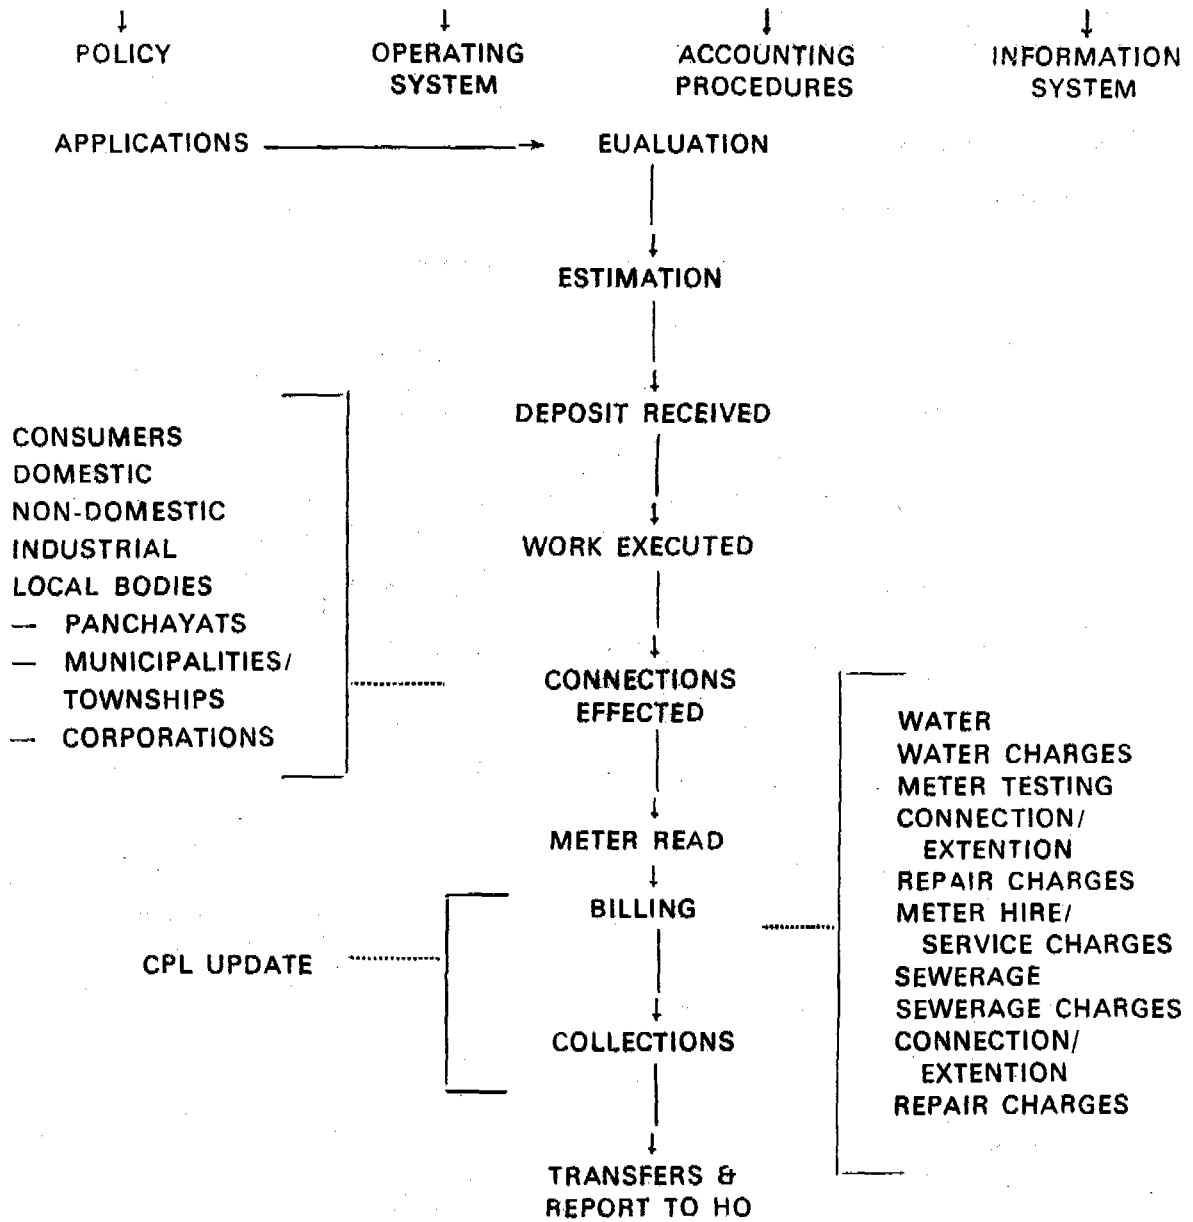 POLICY
OPERATING
SYSTEM
ACCOUNTING
PROCEDURES
INFORMATION
SYSTEM
APPLICATIONS
EUALUATION
ESTIMATION
DEPOSIT RECEIVED
CONSUMERS
DOMESTIC
NON-DOMESTIC
INDUSTRIAL
LOCAL BODIES
— PANCHAYATS
— MUNICIPALITIES/
TOWNSHIPS
— CORPORATIONS
WORK EXECUTED
CONNECTIONS
EFFECTED
METER READ
BILLING
CPL UPDATE
COLLECTIONS
WATER
WATER CHARGES
METER TESTING
CONNECTION/
EXTENTION
REPAIR CHARGES
METER HIRE/
SERVICE CHARGES
SEWERAGE
SEWERAGE CHARGES
CONNECTION/
EXTENTION
REPAIR CHARGES
TRANSFERS &
REPORT TO HO